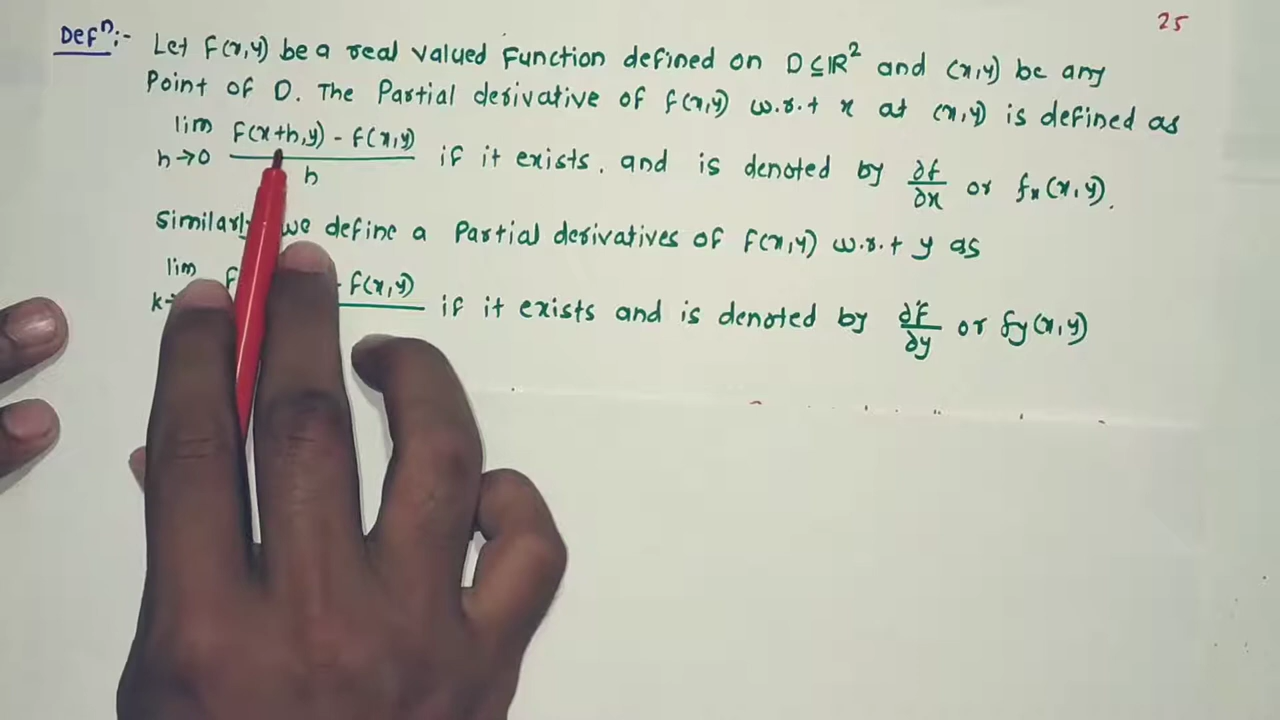 25
Defⁿ:- Let f(x,y) be a real valued function defined on D⊆ℝ² and (x,y) be any
Point of D. The Partial derivative of f(x,y) w.r.t x at (x,y) is defined as
lim h→0 f(x+h,y) - f(x,y) / h if it exists. and is denoted by ∂f/∂x or fₓ(x,y).
Similarly we define a Partial derivatives of f(x,y) w.r.t y as
lim k→ f - f(x,y) if it exists and is denoted by ∂f/∂y or fy(x,y)